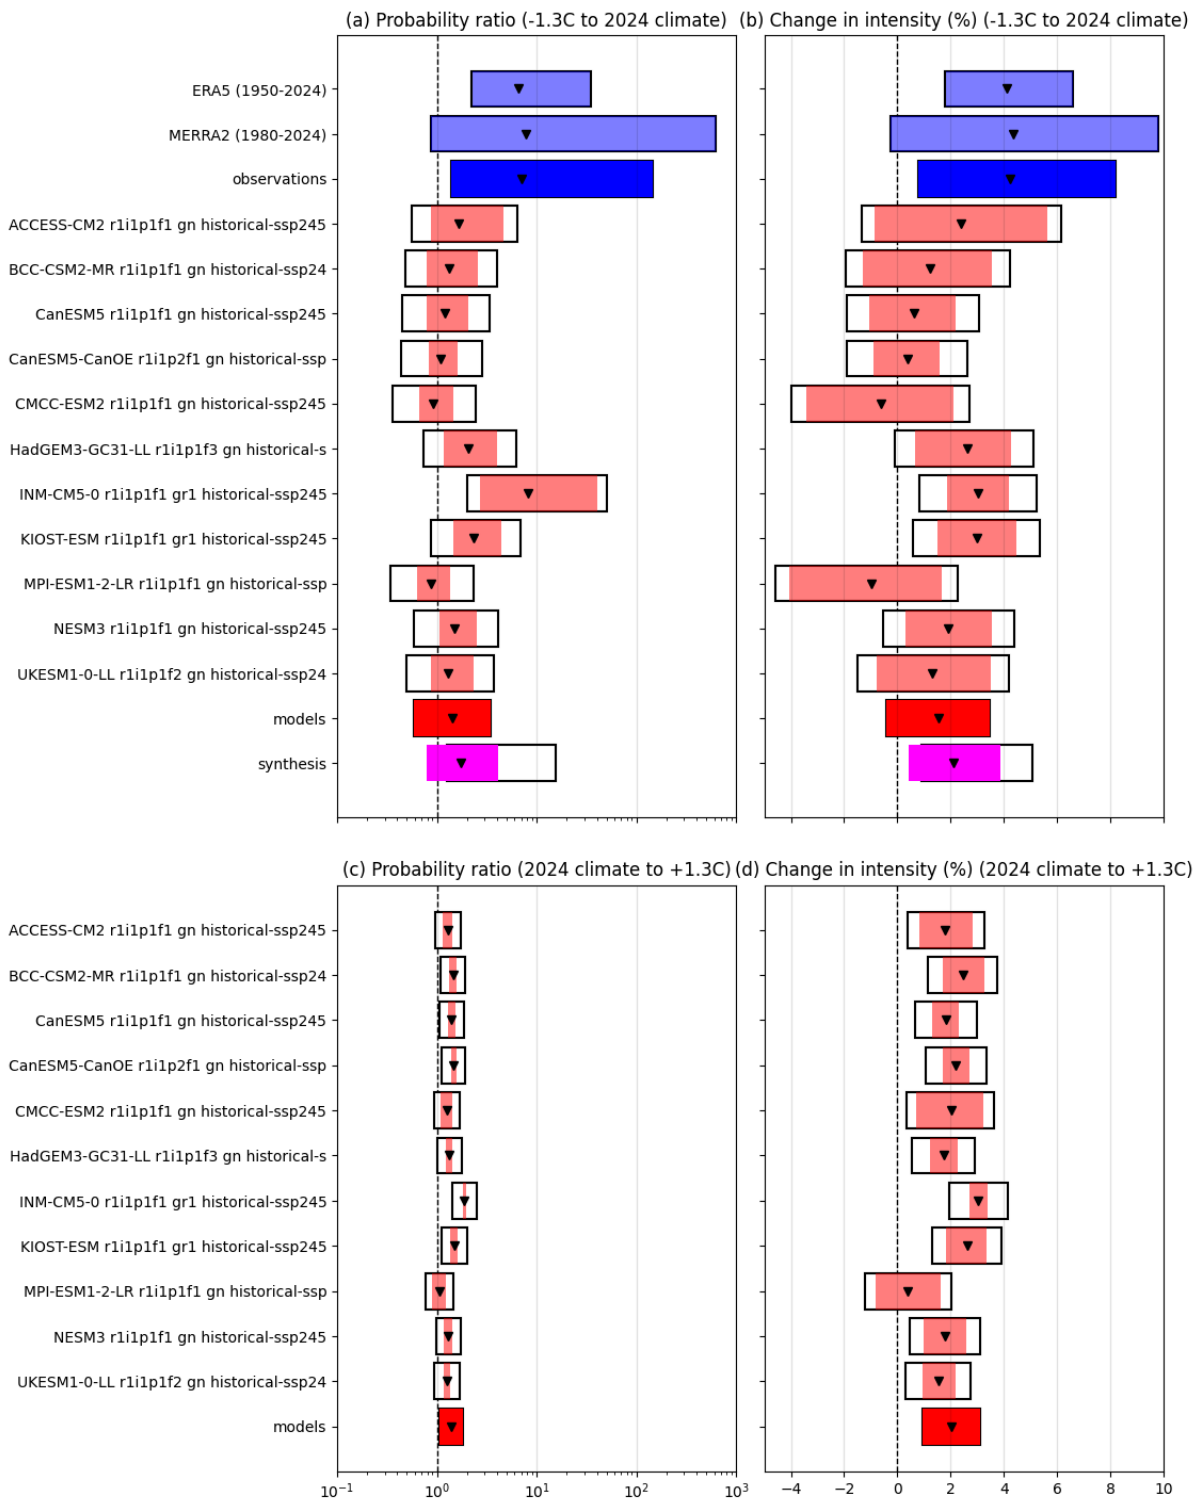 (a) Probability ratio (-1.3C to 2024 climate)
(b) Change in intensity (%) (-1.3C to 2024 climate)
ERA5 (1950-2024)
MERRA2 (1980-2024)
observations
ACCESS-CM2 r1i1p1f1 gn historical-ssp245
BCC-CSM2-MR r1i1p1f1 gn historical-ssp24
CanESM5 r1i1p1f1 gn historical-ssp245
CanESM5-CanOE r1i1p2f1 gn historical-ssp
CMCC-ESM2 r1i1p1f1 gn historical-ssp245
HadGEM3-GC31-LL r1i1p1f3 gn historical-s
INM-CM5-0 r1i1p1f1 gr1 historical-ssp245
KIOST-ESM r1i1p1f1 gr1 historical-ssp245
MPI-ESM1-2-LR r1i1p1f1 gn historical-ssp
NESM3 r1i1p1f1 gn historical-ssp245
UKESM1-0-LL r1i1p1f2 gn historical-ssp24
models
synthesis
(c) Probability ratio (2024 climate to +1.3C)
(d) Change in intensity (%) (2024 climate to +1.3C)
ACCESS-CM2 r1i1p1f1 gn historical-ssp245
BCC-CSM2-MR r1i1p1f1 gn historical-ssp24
CanESM5 r1i1p1f1 gn historical-ssp245
CanESM5-CanOE r1i1p2f1 gn historical-ssp
CMCC-ESM2 r1i1p1f1 gn historical-ssp245
HadGEM3-GC31-LL r1i1p1f3 gn historical-s
INM-CM5-0 r1i1p1f1 gr1 historical-ssp245
KIOST-ESM r1i1p1f1 gr1 historical-ssp245
MPI-ESM1-2-LR r1i1p1f1 gn historical-ssp
NESM3 r1i1p1f1 gn historical-ssp245
UKESM1-0-LL r1i1p1f2 gn historical-ssp24
models
10⁻¹ 10⁰ 10¹ 10² 10³
−4 −2 0 2 4 6 8 10